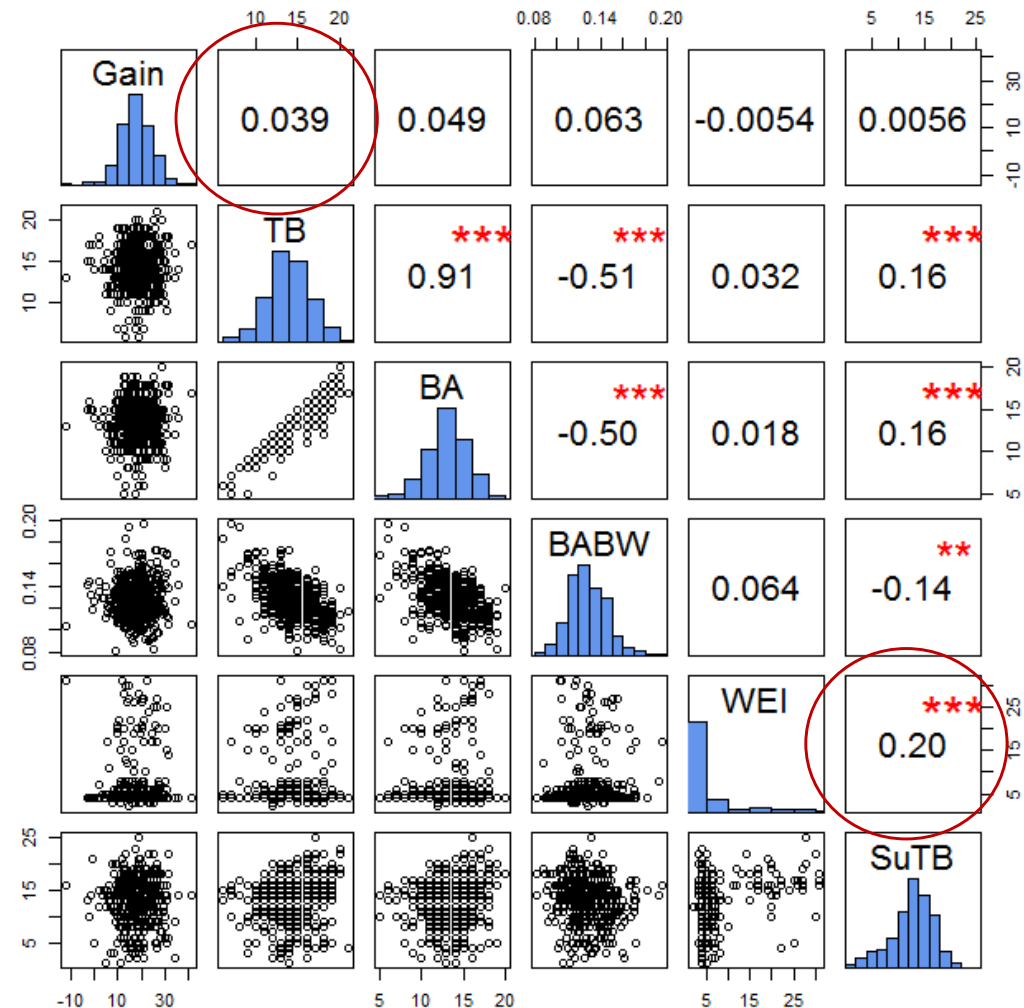 10 15 20 0.08 0.14 0.20 5 15 25
Gain 0.039 0.049 0.063 -0.0054 0.0056 -10 10 30
10 15 20 TB *** 0.91 *** -0.51 0.032 *** 0.16
BA *** -0.50 0.018 *** 0.16 5 10 15 20
0.08 0.14 0.20 BABW 0.064 ** -0.14
WEI *** 0.20 5 15 25
5 15 25 SuTB
-10 10 30 5 10 15 20 5 15 25